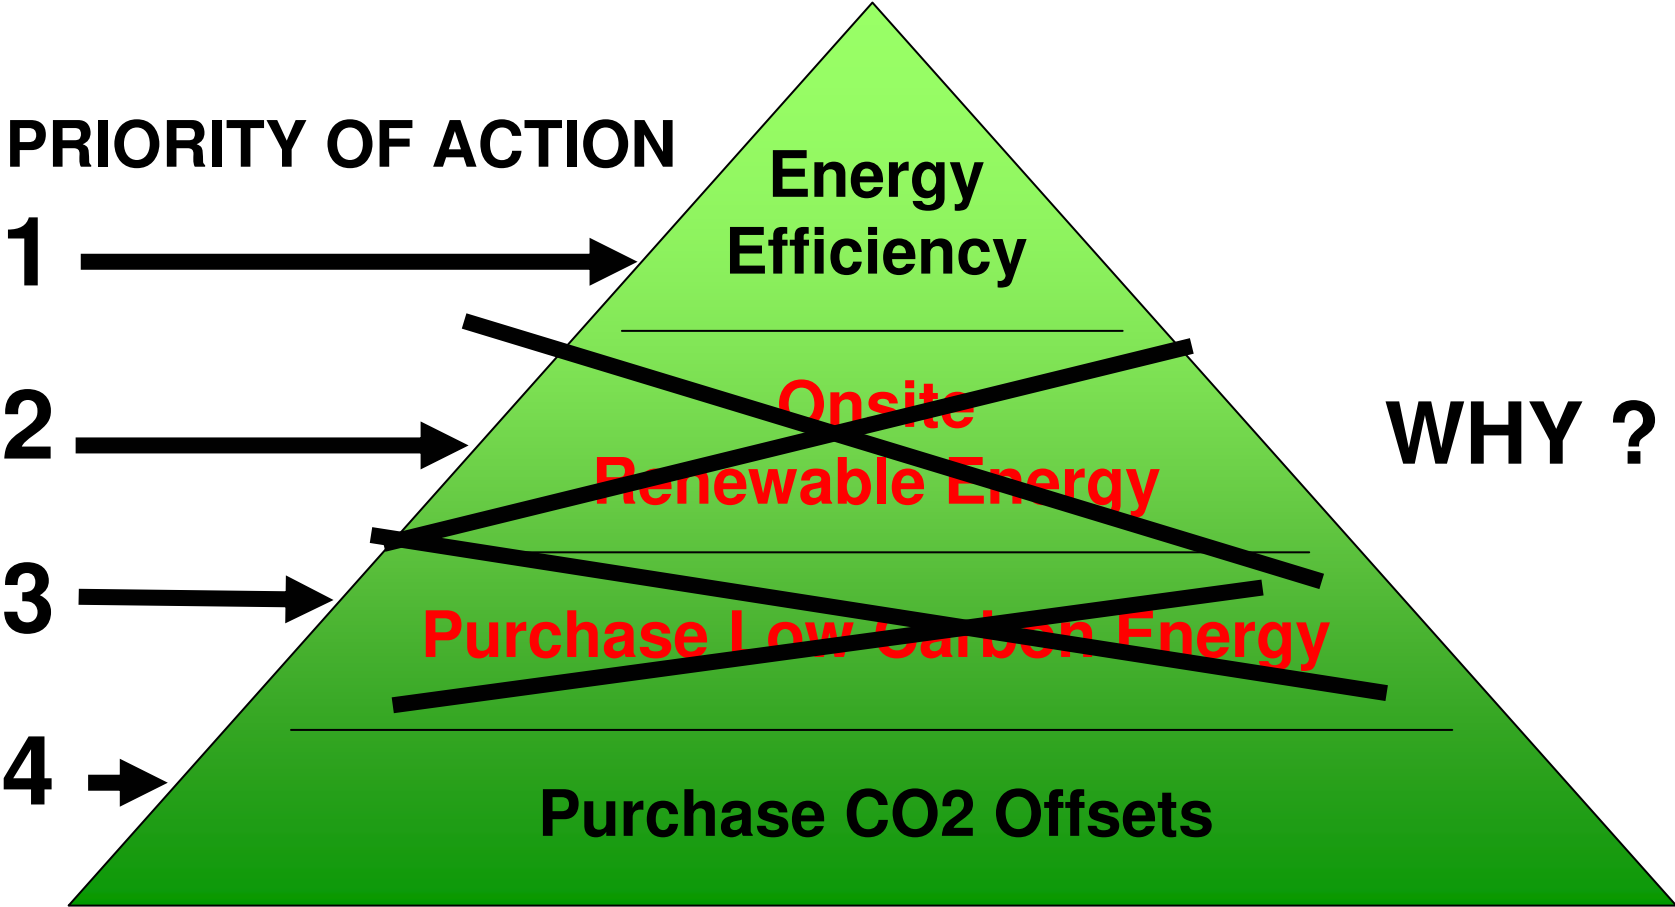 PRIORITY OF ACTION
1
Energy
Efficiency
2
Onsite
Renewable Energy
WHY ?
3
Purchase Low Carbon Energy
4
Purchase CO2 Offsets